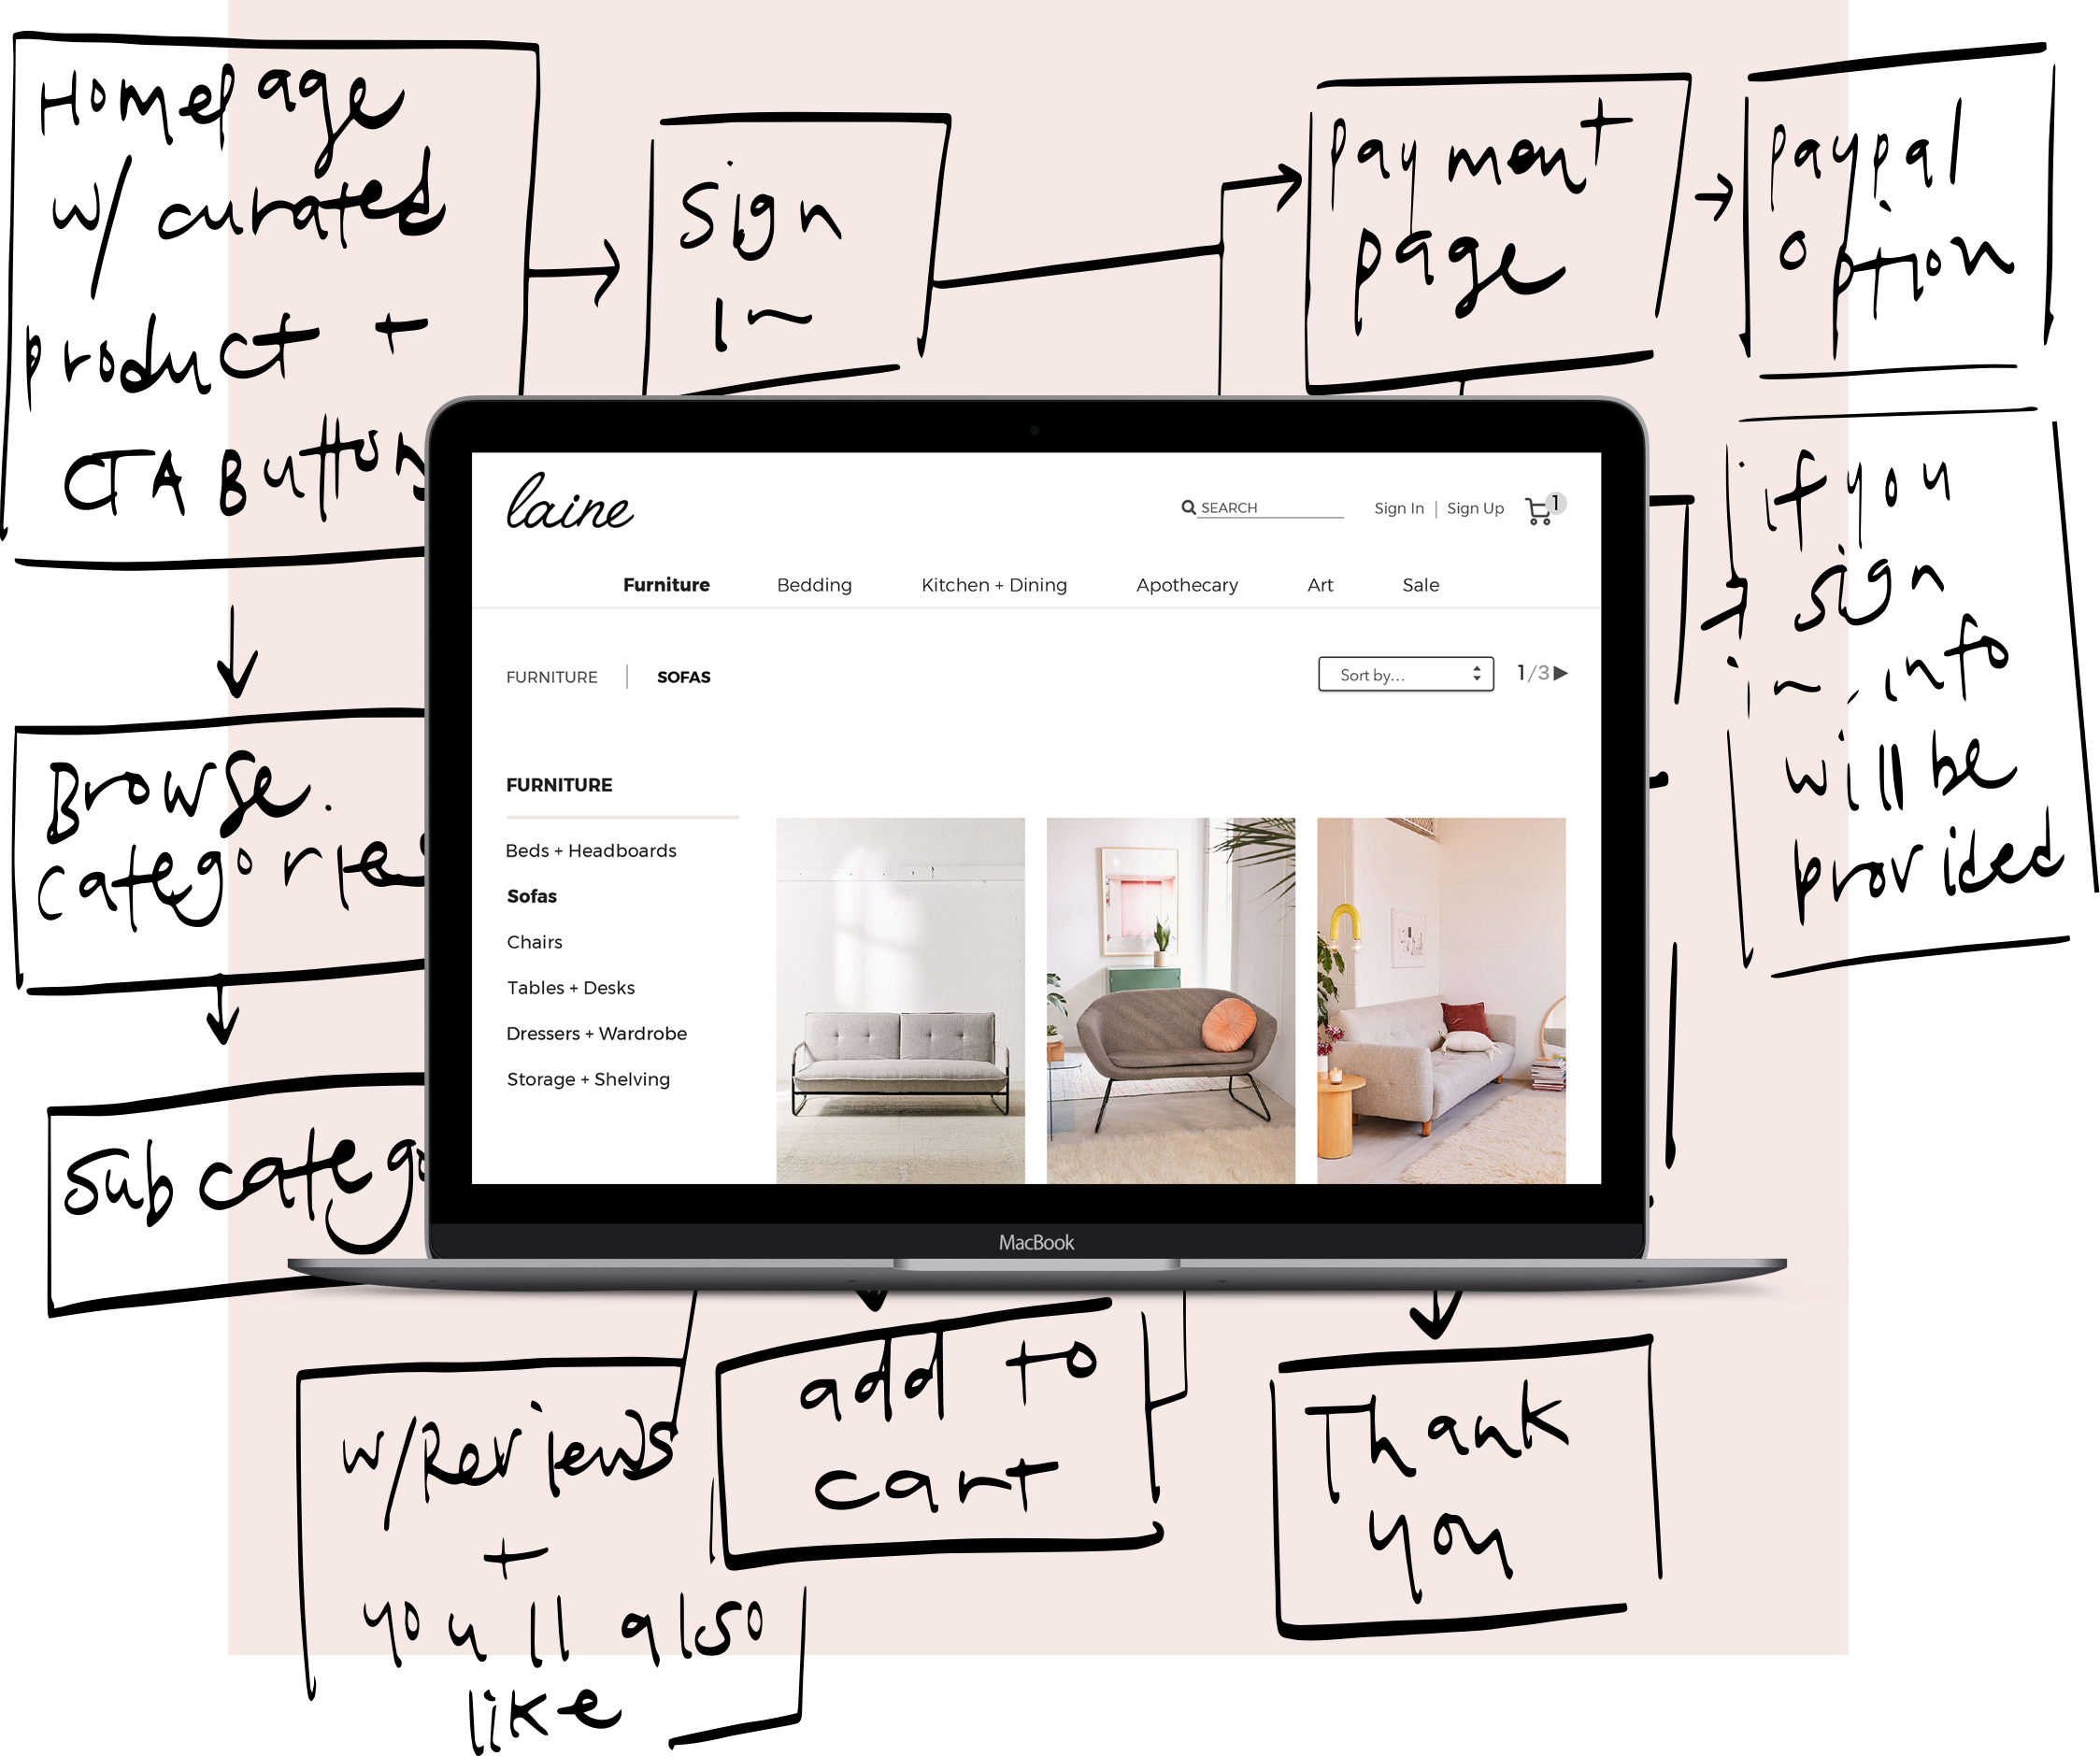 Homepage
w/ curated
product +
CTA Button
Sign
in
payment
page
paypal
option
if you
sign
in, info
will be
provided
Browse
categories
laine
SEARCH
Sign In | Sign Up
1
Furniture
Bedding
Kitchen + Dining
Apothecary
Art
Sale
FURNITURE | SOFAS
Sort by...
1/3
FURNITURE
Beds + Headboards
Sofas
Chairs
Tables + Desks
Dressers + Wardrobe
Storage + Shelving
MacBook
Sub catego
w/Reviews
+
you'll also
like
add to
cart
Thank
you